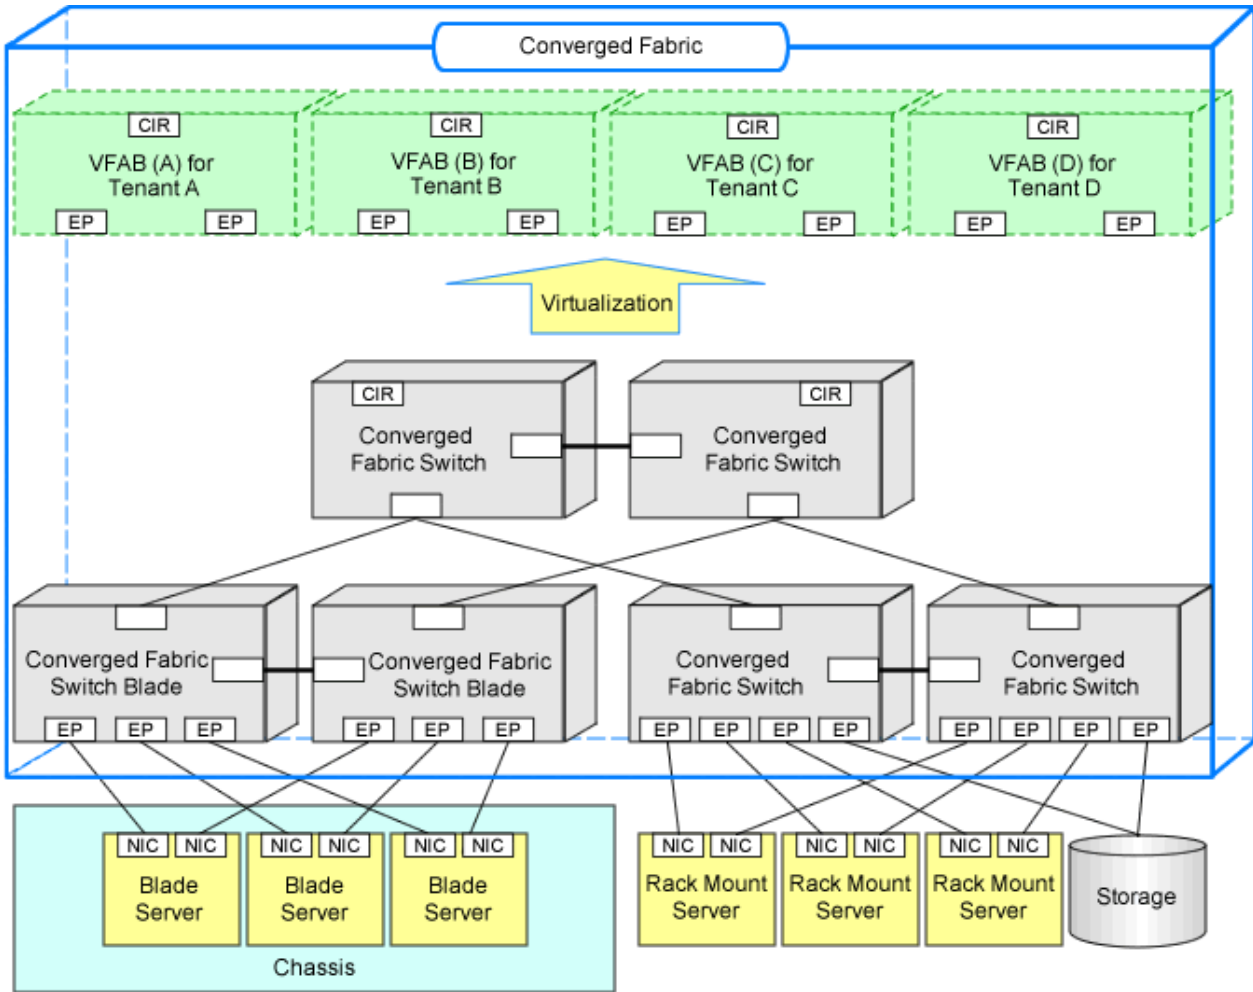 Converged Fabric
CIR
CIR
CIR
CIR
VFAB (A) for
Tenant A
VFAB (B) for
Tenant B
VFAB (C) for
Tenant C
VFAB (D) for
Tenant D
EP
EP
EP
EP
EP
EP
EP
EP
Virtualization
CIR
Converged
Fabric Switch
CIR
Converged
Fabric Switch
Converged Fabric
Switch Blade
Converged Fabric
Switch Blade
Converged
Fabric Switch
Converged
Fabric Switch
EP
EP
EP
EP
EP
EP
EP
EP
EP
EP
EP
EP
EP
EP
NIC
NIC
Blade
Server
NIC
NIC
Blade
Server
NIC
NIC
Blade
Server
Chassis
NIC
NIC
Rack Mount
Server
NIC
NIC
Rack Mount
Server
NIC
NIC
Rack Mount
Server
Storage